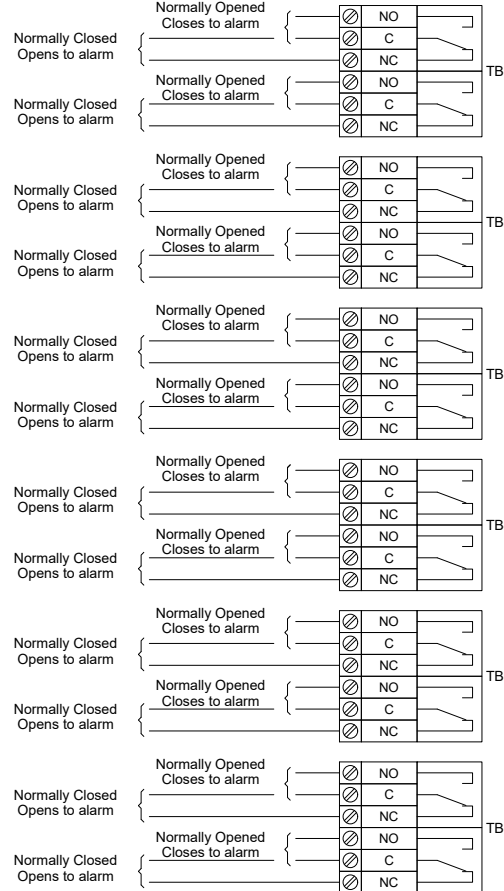 Normally Opened
Closes to alarm
NO
Normally Closed
Opens to alarm
C
NC
TB
Normally Opened
Closes to alarm
NO
Normally Closed
Opens to alarm
C
NC
Normally Opened
Closes to alarm
NO
Normally Closed
Opens to alarm
C
NC
TB
Normally Opened
Closes to alarm
NO
Normally Closed
Opens to alarm
C
NC
Normally Opened
Closes to alarm
NO
Normally Closed
Opens to alarm
C
NC
TB
Normally Opened
Closes to alarm
NO
Normally Closed
Opens to alarm
C
NC
Normally Opened
Closes to alarm
NO
Normally Closed
Opens to alarm
C
NC
TB
Normally Opened
Closes to alarm
NO
Normally Closed
Opens to alarm
C
NC
Normally Opened
Closes to alarm
NO
Normally Closed
Opens to alarm
C
NC
TB
Normally Opened
Closes to alarm
NO
Normally Closed
Opens to alarm
C
NC
Normally Opened
Closes to alarm
NO
Normally Closed
Opens to alarm
C
NC
TB
Normally Opened
Closes to alarm
NO
Normally Closed
Opens to alarm
C
NC